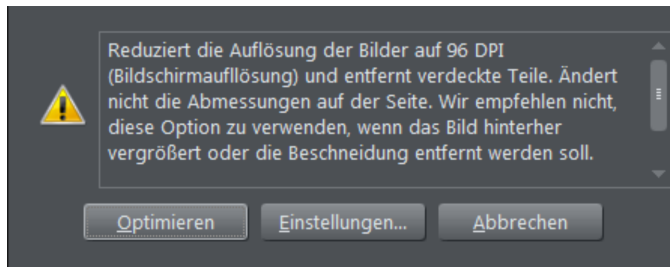 Reduziert die Auflösung der Bilder auf 96 DPI
(Bildschirmaufllösung) und entfernt verdeckte Teile. Ändert
nicht die Abmessungen auf der Seite. Wir empfehlen nicht,
diese Option zu verwenden, wenn das Bild hinterher
vergrößert oder die Beschneidung entfernt werden soll.
Optimieren Einstellungen... Abbrechen